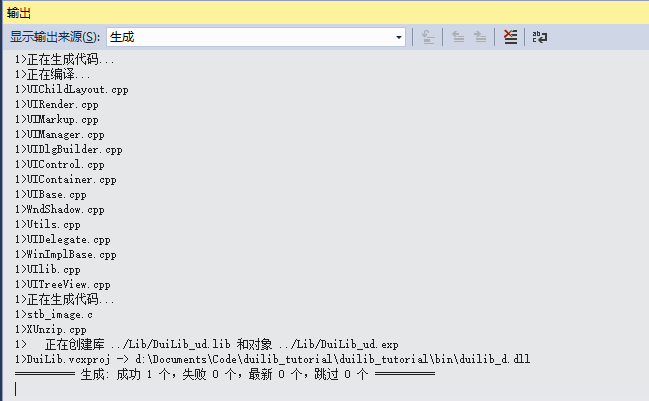 输出
显示输出来源(S): 生成
1>正在生成代码...
1>正在编译...
1>UIChildLayout.cpp
1>UIRender.cpp
1>UIMarkup.cpp
1>UIManager.cpp
1>UIDlgBuilder.cpp
1>UIControl.cpp
1>UIContainer.cpp
1>UIBase.cpp
1>WndShadow.cpp
1>Utils.cpp
1>UIDelegate.cpp
1>WinImplBase.cpp
1>UIlib.cpp
1>UITreeView.cpp
1>正在生成代码...
1>stb_image.c
1>XUnzip.cpp
1>   正在创建库 ../Lib/DuiLib_ud.lib 和对象 ../Lib/DuiLib_ud.exp
1>DuiLib.vcxproj -> d:\Documents\Code\duilib_tutorial\duilib_tutorial\bin\duilib_d.dll
========== 生成: 成功 1 个，失败 0 个，最新 0 个，跳过 0 个 ==========